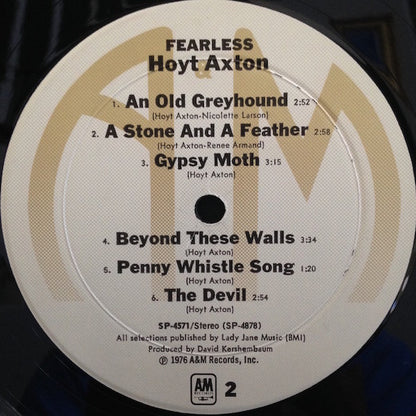 FEARLESS
Hoyt Axton
1. An Old Greyhound 2:52
(Hoyt Axton-Nicolette Larson)
2. A Stone And A Feather 2:58
(Hoyt Axton-Renee Armand)
3. Gypsy Moth 3:15
(Hoyt Axton)
4. Beyond These Walls 3:34
(Hoyt Axton)
5. Penny Whistle Song 1:20
(Hoyt Axton)
6. The Devil 2:54
(Hoyt Axton)
SP-4571/Stereo (SP-4878)
All selections published by Lady Jane Music (BMI)
Produced by David Kershenbaum
℗ 1976 A&M Records, Inc.
A&M
RECORDS
2